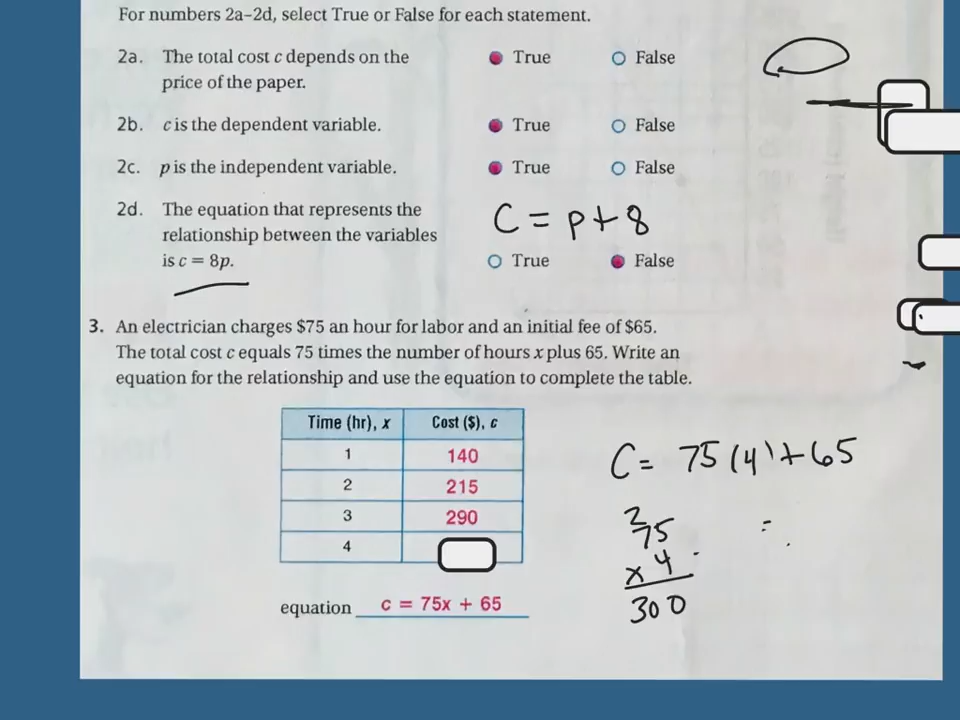 For numbers 2a–2d, select True or False for each statement.
2a. The total cost c depends on the price of the paper. True False
2b. c is the dependent variable. True False
2c. p is the independent variable. True False
2d. The equation that represents the
relationship between the variables
is c = 8p. True False
C = p + 8
3. An electrician charges $75 an hour for labor and an initial fee of $65.
The total cost c equals 75 times the number of hours x plus 65. Write an
equation for the relationship and use the equation to complete the table.
Time (hr), x Cost ($), c
1 140
2 215
3 290
4
equation c = 75x + 65
C = 75(4)+65
2
75
x 4
300
=